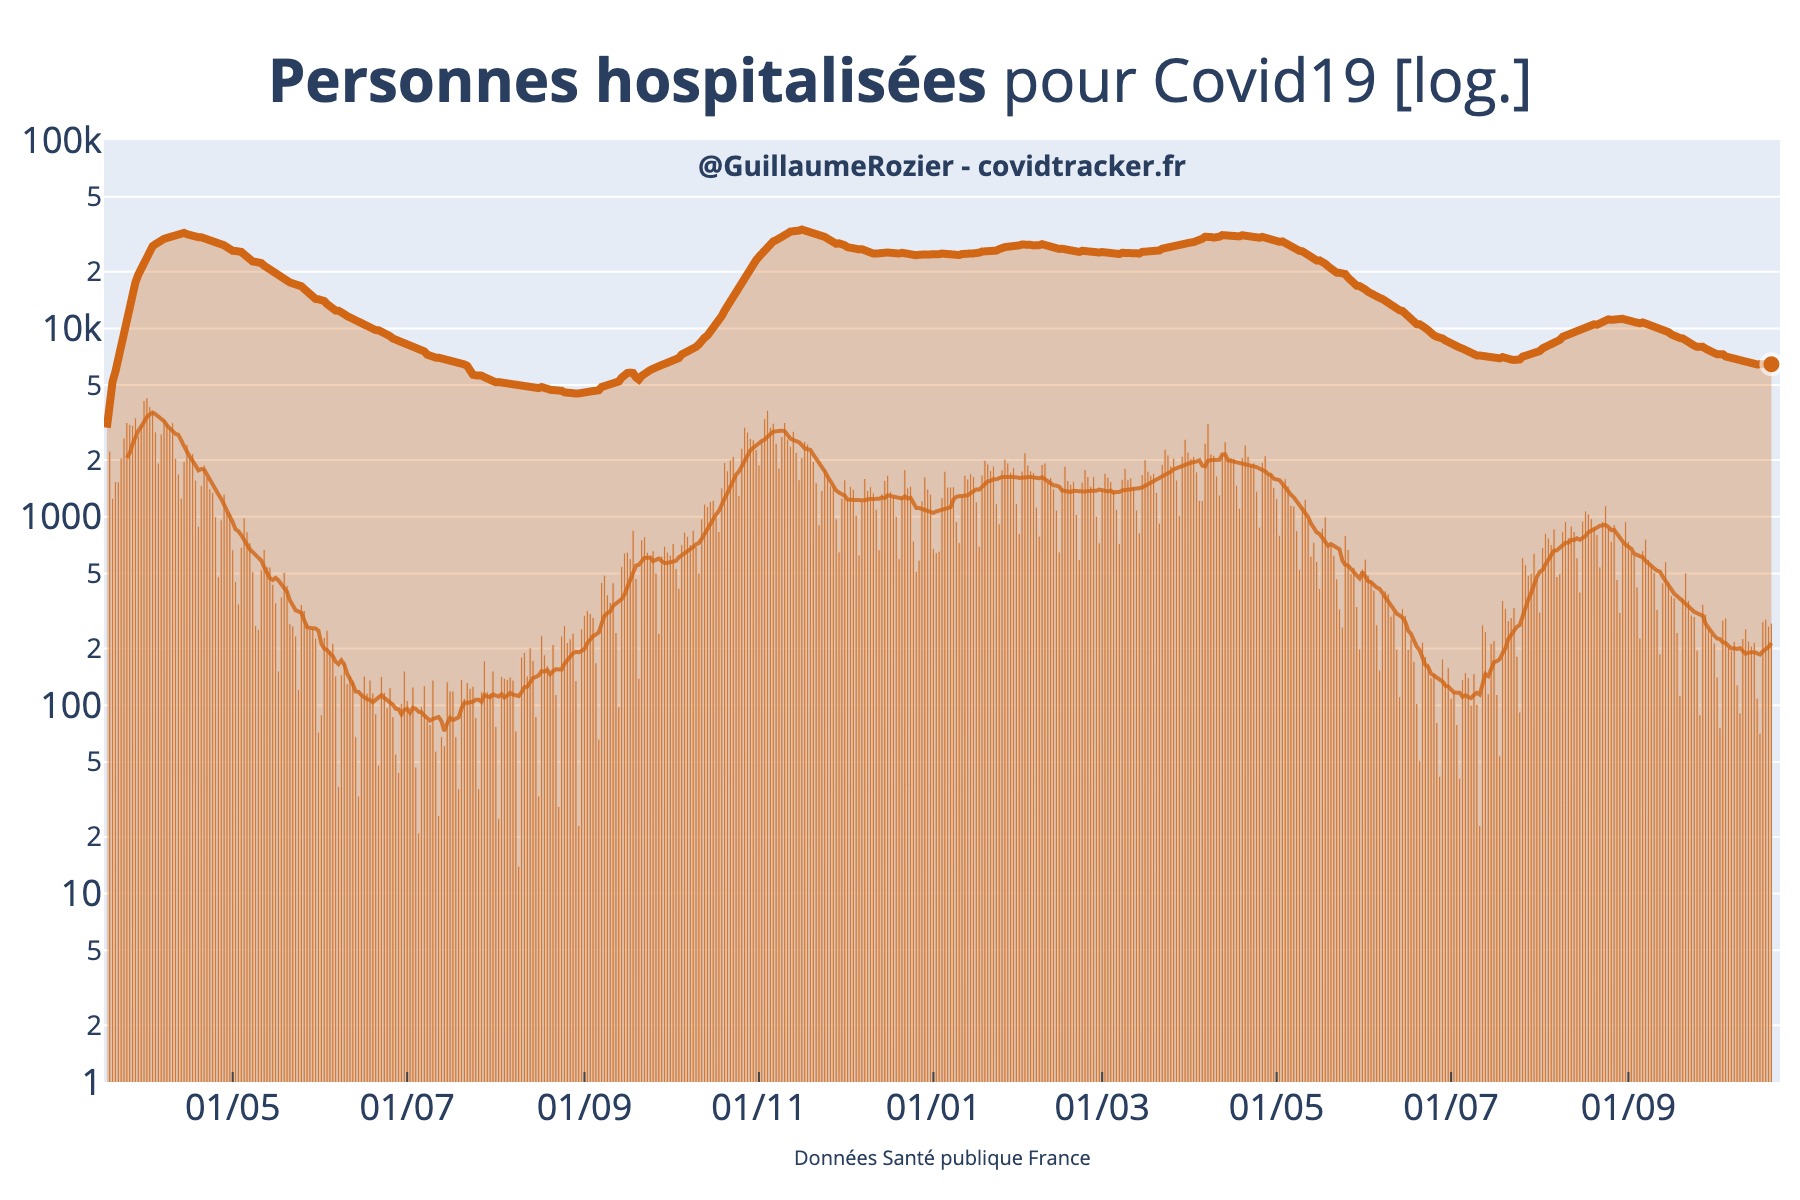 Personnes hospitalisées pour Covid19 [log.]
@GuillaumeRozier - covidtracker.fr
100k
5
2
10k
5
2
1000
5
2
100
5
2
10
5
2
1
01/05 01/07 01/09 01/11 01/01 01/03 01/05 01/07 01/09
Données Santé publique France